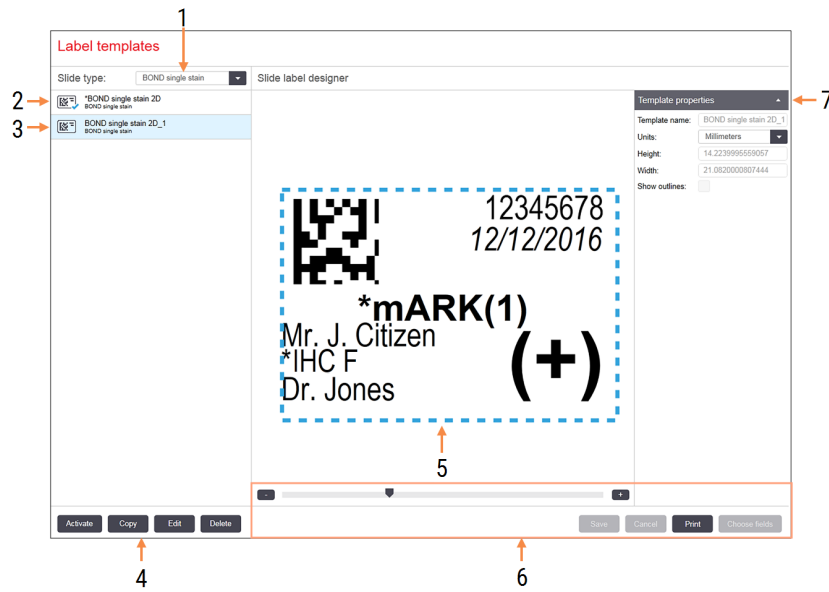 1
Label templates
Slide type: BOND single stain
Slide label designer
2
*BOND single stain 2D
BOND single stain
3
BOND single stain 2D_1
BOND single stain
Template properties
7
Template name: BOND single stain 2D_1
Units: Millimeters
Height: 14.2239995559057
Width: 21.0820000807444
Show outlines:
12345678
12/12/2016
*mARK(1)
Mr. J. Citizen
*IHC F
Dr. Jones
(+)
5
- +
Activate Copy Edit Delete
Save Cancel Print Choose fields
4
6